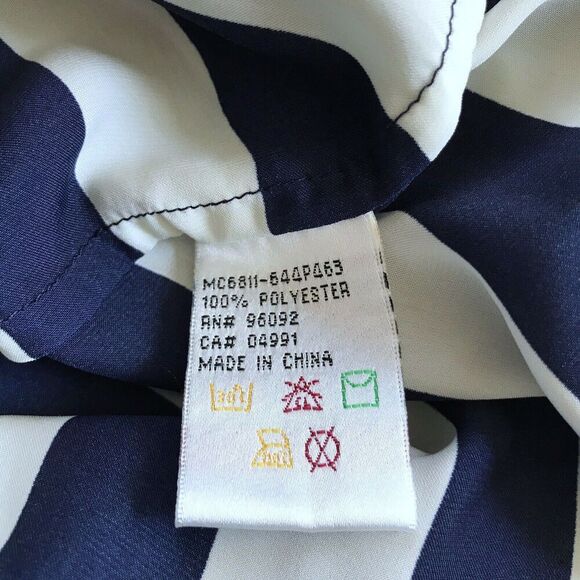 MC6811-644P463
100% POLYESTER
RN# 96092
CA# 04991
MADE IN CHINA